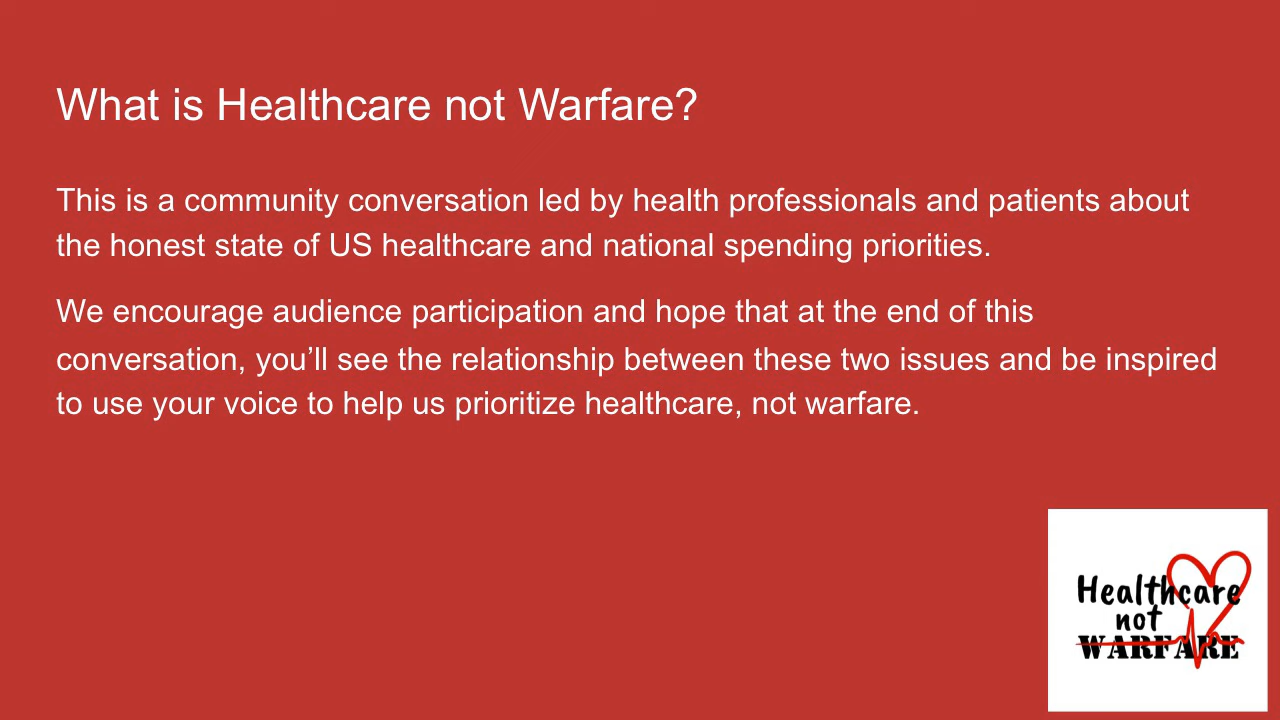 What is Healthcare not Warfare?
This is a community conversation led by health professionals and patients about
the honest state of US healthcare and national spending priorities.
We encourage audience participation and hope that at the end of this
conversation, you’ll see the relationship between these two issues and be inspired
to use your voice to help us prioritize healthcare, not warfare.
Healthcare
not
WARFARE